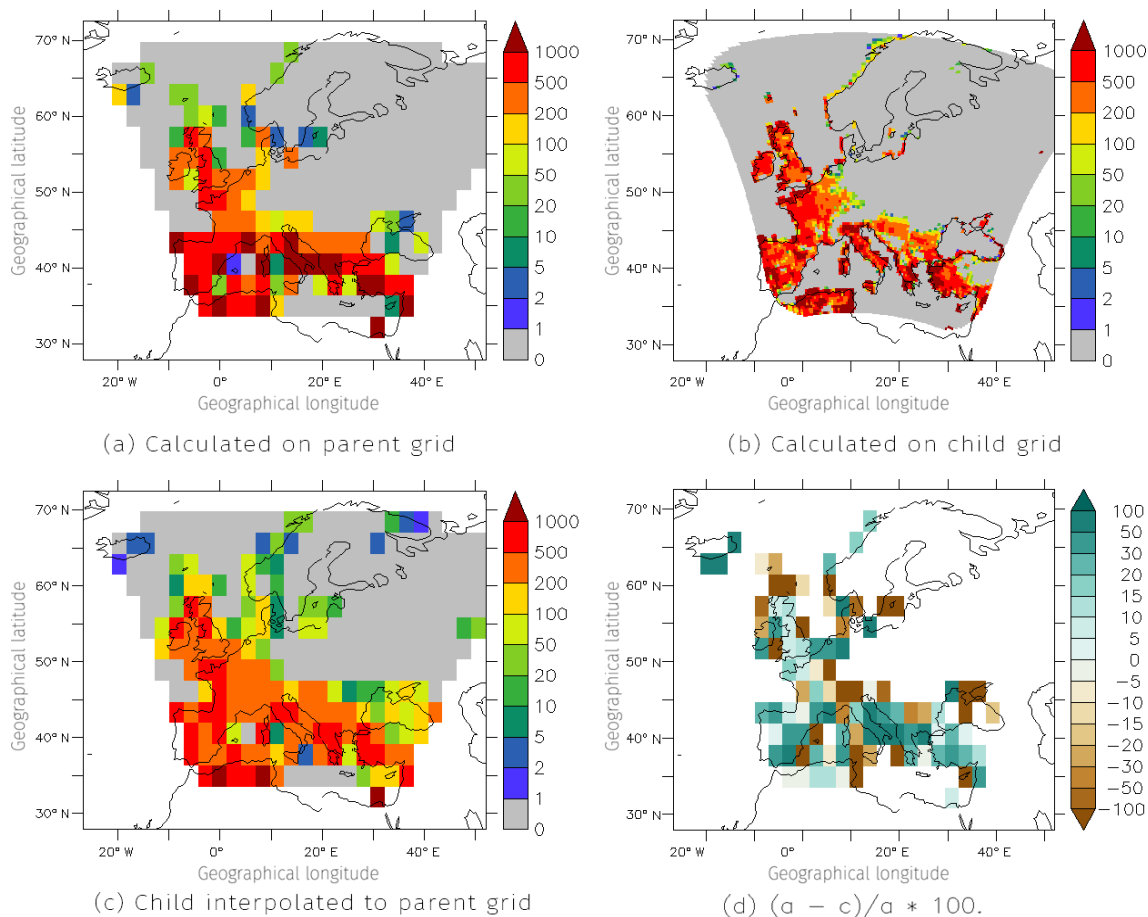 70° N
60° N
50° N
40° N
30° N
Geographical latitude
20° W
0°
20° E
40° E
Geographical longitude
1000
500
200
100
50
20
10
5
2
1
0
(a) Calculated on parent grid
70° N
60° N
50° N
40° N
30° N
Geographical latitude
20° W
0°
20° E
40° E
Geographical longitude
1000
500
200
100
50
20
10
5
2
1
0
(b) Calculated on child grid
70° N
60° N
50° N
40° N
30° N
Geographical latitude
20° W
0°
20° E
40° E
Geographical longitude
1000
500
200
100
50
20
10
5
2
1
0
(c) Child interpolated to parent grid
70° N
60° N
50° N
40° N
30° N
Geographical latitude
20° W
0°
20° E
40° E
Geographical longitude
100
50
30
20
15
10
5
0
-5
-10
-15
-20
-30
-50
-100
(d) (a − c)/a * 100.